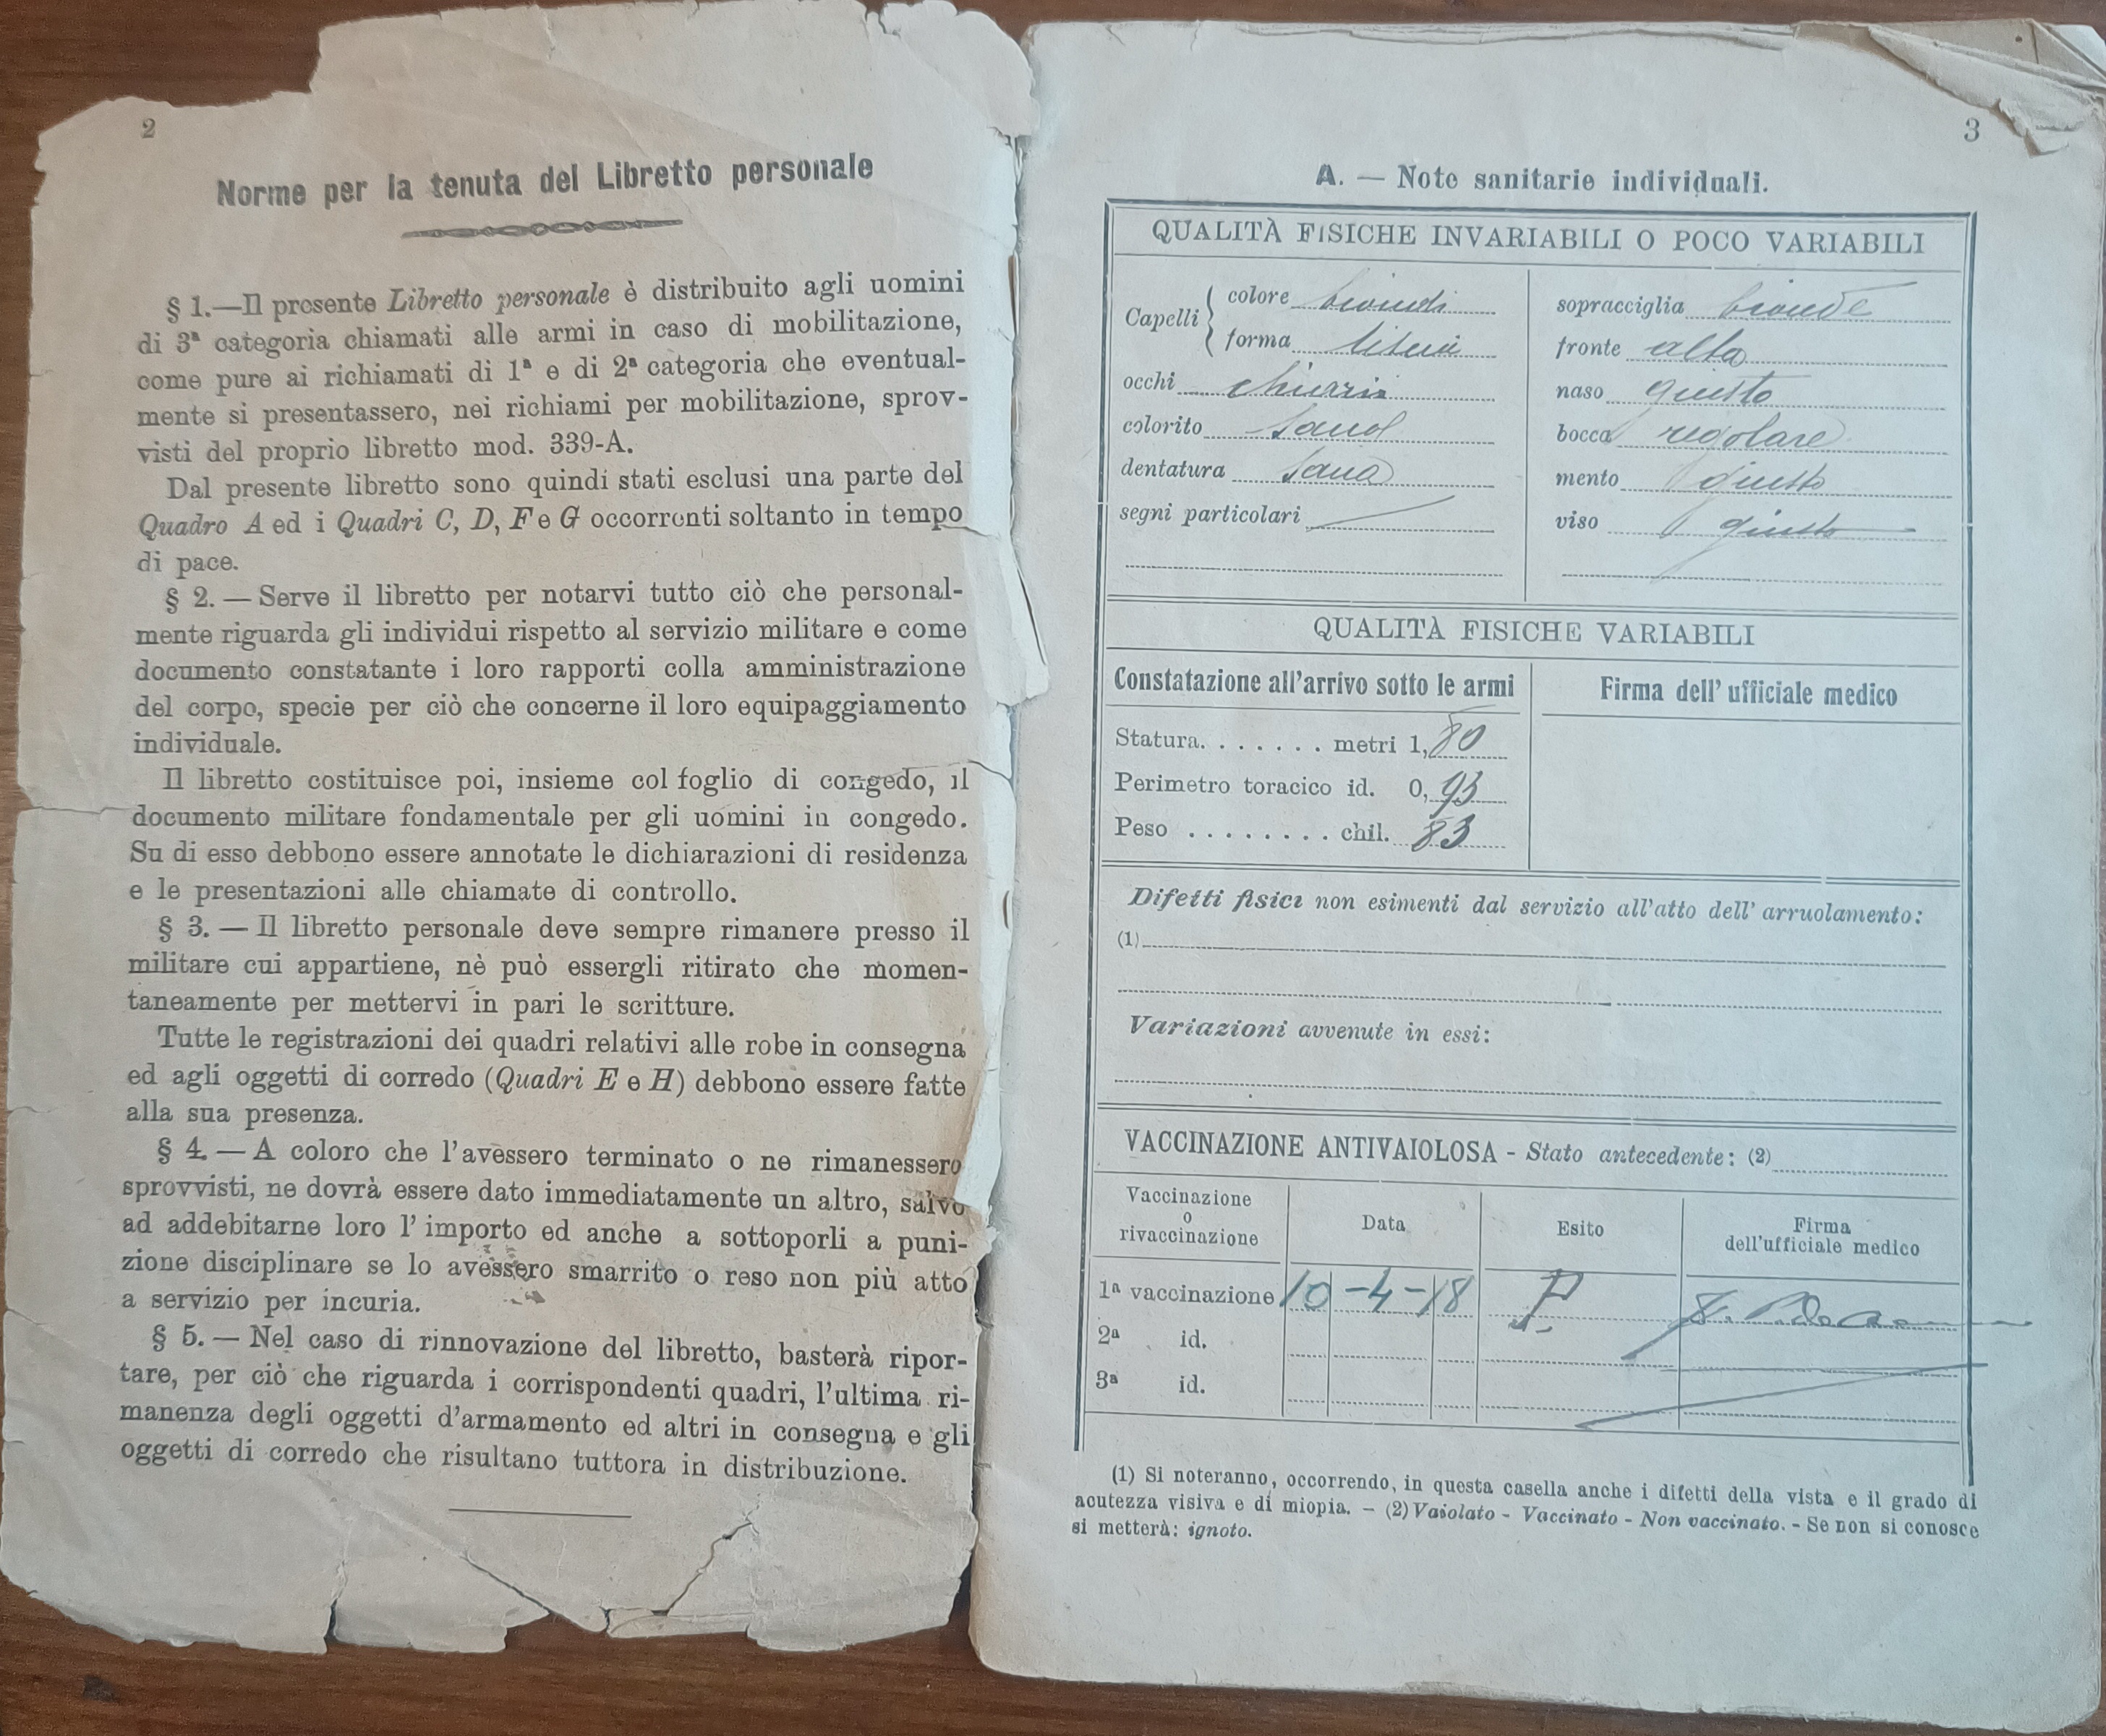 2
Norme per la tenuta del Libretto personale
§ 1.—Il presente Libretto personale è distribuito agli uomini
di 3ª categoria chiamati alle armi in caso di mobilitazione,
come pure ai richiamati di 1ª e di 2ª categoria che eventual-
mente si presentassero, nei richiami per mobilitazione, sprov-
visti del proprio libretto mod. 339-A.
Dal presente libretto sono quindi stati esclusi una parte del
Quadro A ed i Quadri C, D, F e G occorrenti soltanto in tempo
di pace.
§ 2. — Serve il libretto per notarvi tutto ciò che personal-
mente riguarda gli individui rispetto al servizio militare e come
documento constatante i loro rapporti colla amministrazione
del corpo, specie per ciò che concerne il loro equipaggiamento
individuale.
Il libretto costituisce poi, insieme col foglio di congedo, il
documento militare fondamentale per gli uomini in congedo.
Su di esso debbono essere annotate le dichiarazioni di residenza
e le presentazioni alle chiamate di controllo.
§ 3. — Il libretto personale deve sempre rimanere presso il
militare cui appartiene, nè può essergli ritirato che momen-
taneamente per mettervi in pari le scritture.
Tutte le registrazioni dei quadri relativi alle robe in consegna
ed agli oggetti di corredo (Quadri E e H) debbono essere fatte
alla sua presenza.
§ 4. — A coloro che l'avessero terminato o ne rimanessero
sprovvisti, ne dovrà essere dato immediatamente un altro, salvo
ad addebitarne loro l' importo ed anche a sottoporli a puni-
zione disciplinare se lo avessero smarrito o reso non più atto
a servizio per incuria.
§ 5. — Nel caso di rinnovazione del libretto, basterà ripor-
tare, per ciò che riguarda i corrispondenti quadri, l'ultima ri-
manenza degli oggetti d'armamento ed altri in consegna e gli
oggetti di corredo che risultano tuttora in distribuzione.
3
A. — Note sanitarie individuali.
QUALITÀ FISICHE INVARIABILI O POCO VARIABILI
Capelli
colore biondi
forma lisci
occhi chiari
colorito sano
dentatura sana
segni particolari
sopracciglia bionde
fronte alta
naso giusto
bocca regolare
mento giusto
viso giusto
QUALITÀ FISICHE VARIABILI
Constatazione all'arrivo sotto le armi
Firma dell' ufficiale medico
Statura. . . . . . . metri 1,80
Perimetro toracico id. 0,93
Peso . . . . . . . . chil. 83
Difetti fisici non esimenti dal servizio all'atto dell' arruolamento:
(1)
Variazioni avvenute in essi:
VACCINAZIONE ANTIVAIOLOSA - Stato antecedente: (2)
Vaccinazione
o
rivaccinazione
Data
Esito
Firma
dell'ufficiale medico
1ª vaccinazione 10 - 4 - 18 P
2ª id.
3ª id.
(1) Si noteranno, occorrendo, in questa casella anche i difetti della vista e il grado di
acutezza visiva e di miopia. – (2) Vaiolato - Vaccinato - Non vaccinato. - Se non si conosce
si metterà: ignoto.